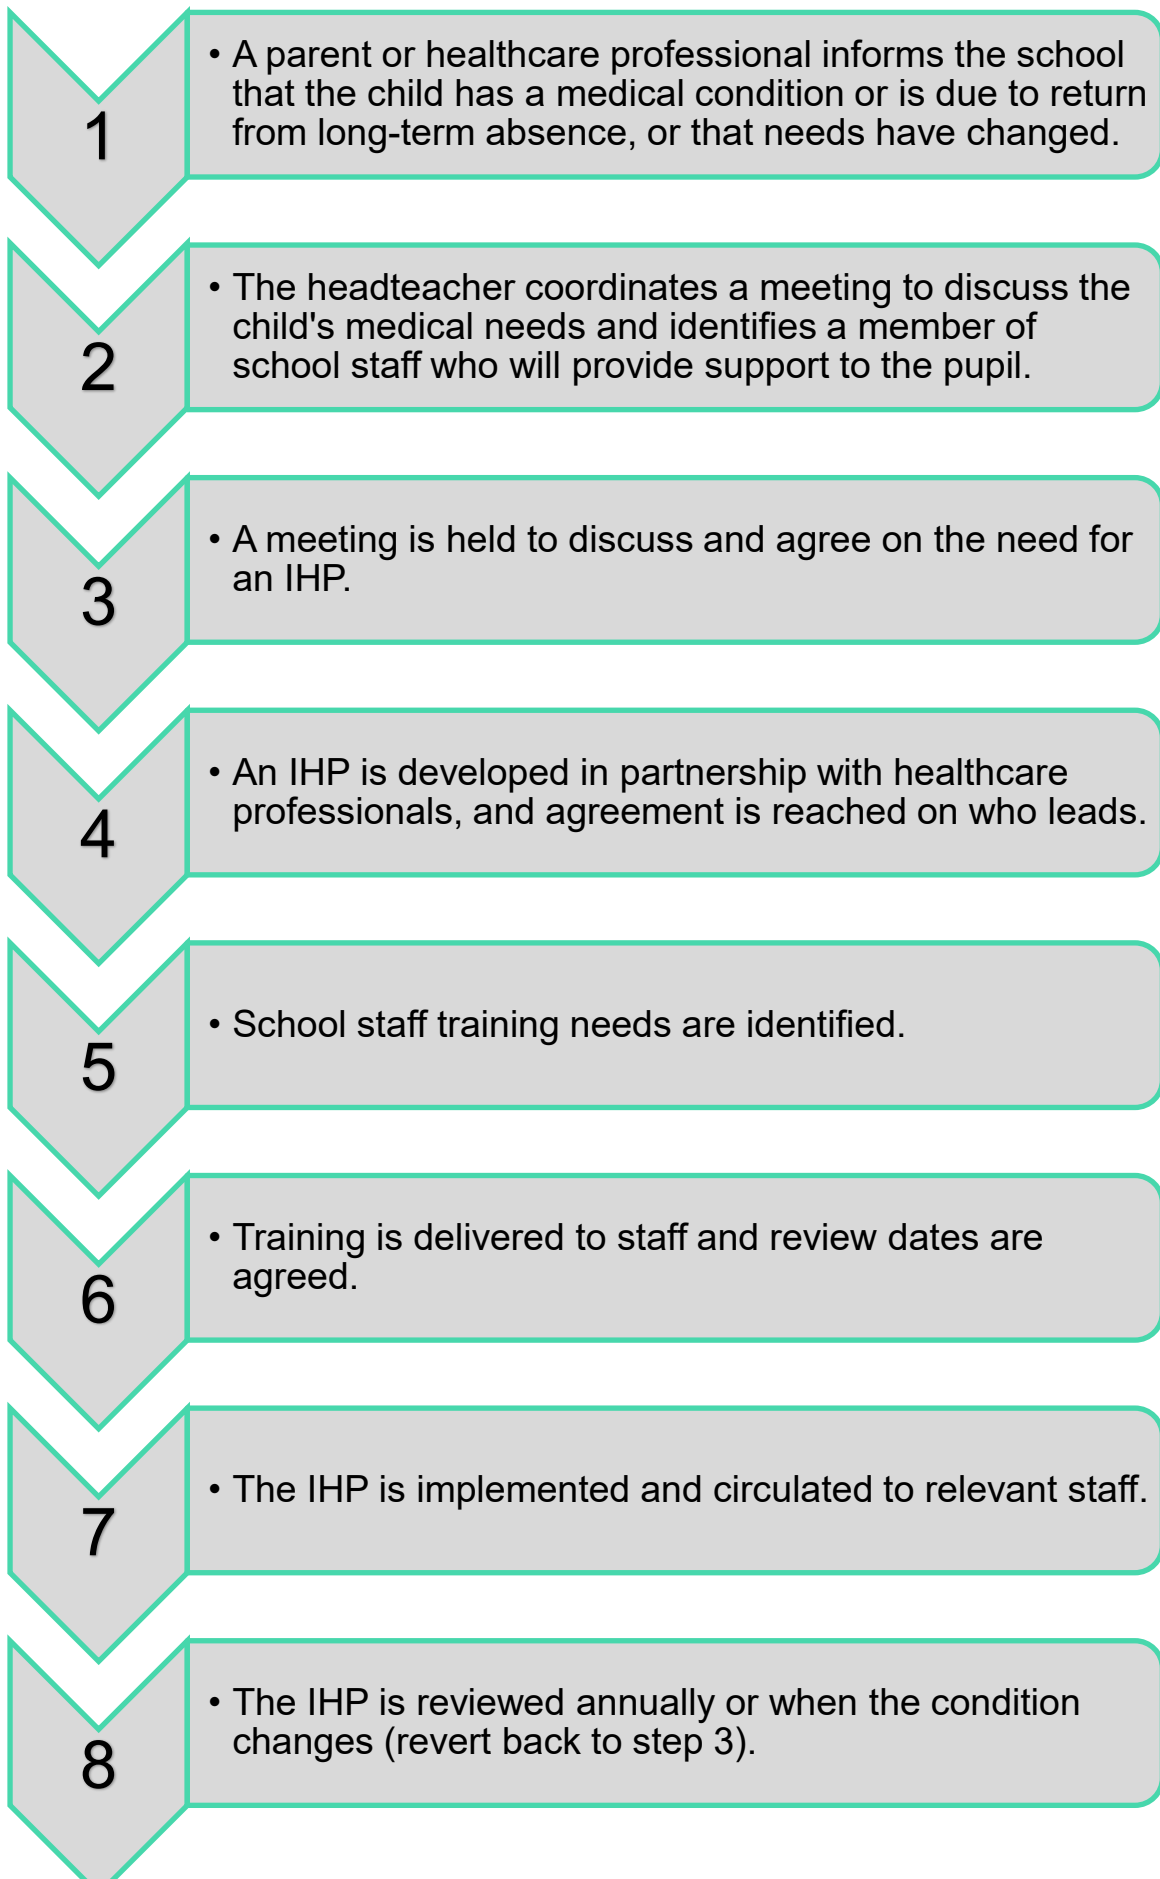 1
• A parent or healthcare professional informs the school
that the child has a medical condition or is due to return
from long-term absence, or that needs have changed.
2
• The headteacher coordinates a meeting to discuss the
child's medical needs and identifies a member of
school staff who will provide support to the pupil.
3
• A meeting is held to discuss and agree on the need for
an IHP.
4
• An IHP is developed in partnership with healthcare
professionals, and agreement is reached on who leads.
5
• School staff training needs are identified.
6
• Training is delivered to staff and review dates are
agreed.
7
• The IHP is implemented and circulated to relevant staff.
8
• The IHP is reviewed annually or when the condition
changes (revert back to step 3).